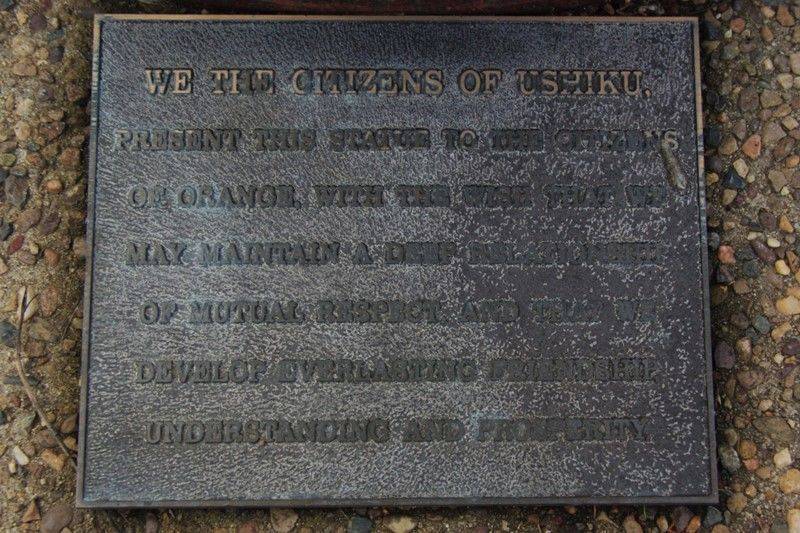 WE THE CITIZENS OF USHIKU,
PRESENT THIS STATUE TO THE CITIZENS
OF ORANGE, WITH THE WISH THAT WE
MAY MAINTAIN A DEEP RELATIONSHIP
OF MUTUAL RESPECT, AND THAT WE
DEVELOP EVERLASTING FRIENDSHIP,
UNDERSTANDING AND PROSPERITY.